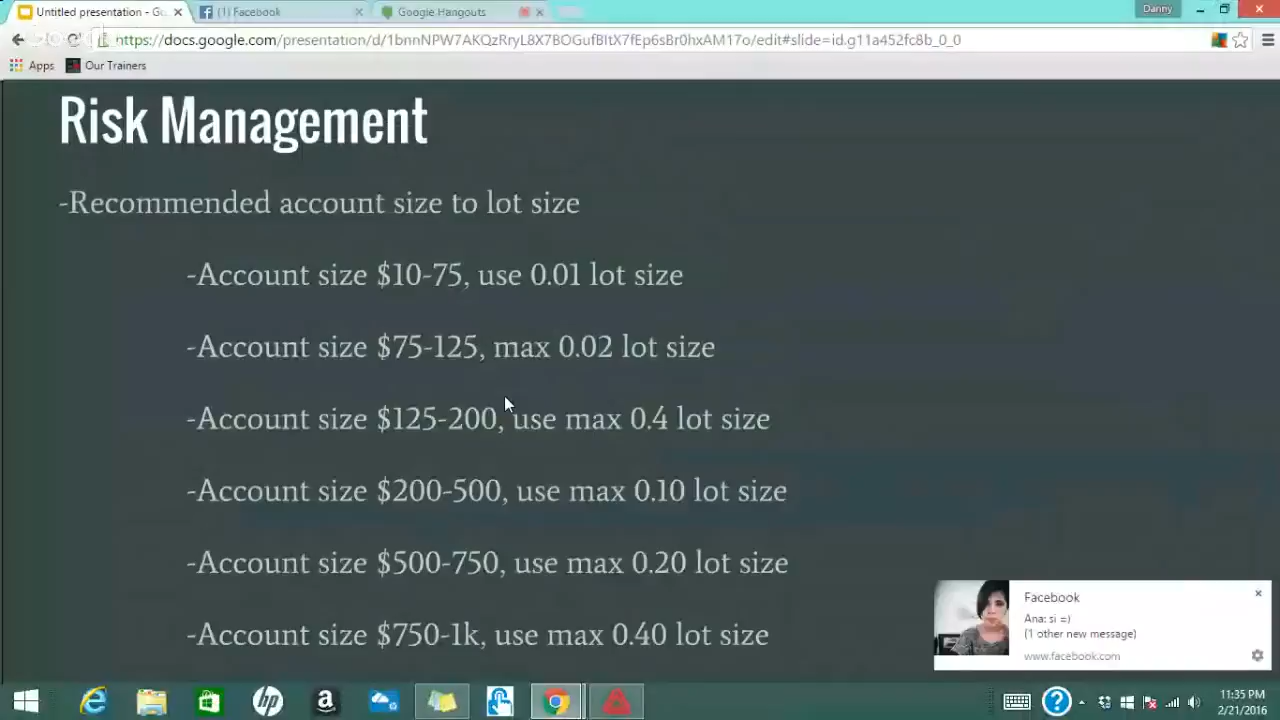 Untitled presentation - Go
(1) Facebook
Google Hangouts
Danny
https://docs.google.com/presentation/d/1bnnNPW7AKQzRryL8X7BOGufBItX7fEp6sBr0hxAM17o/edit#slide=id.g11a452fc8b_0_0
Apps
Our Trainers
Risk Management
-Recommended account size to lot size
-Account size $10-75, use 0.01 lot size
-Account size $75-125, max 0.02 lot size
-Account size $125-200, use max 0.4 lot size
-Account size $200-500, use max 0.10 lot size
-Account size $500-750, use max 0.20 lot size
-Account size $750-1k, use max 0.40 lot size
Facebook
Ana: si =)
(1 other new message)
www.facebook.com
hp
a
11:35 PM
2/21/2016